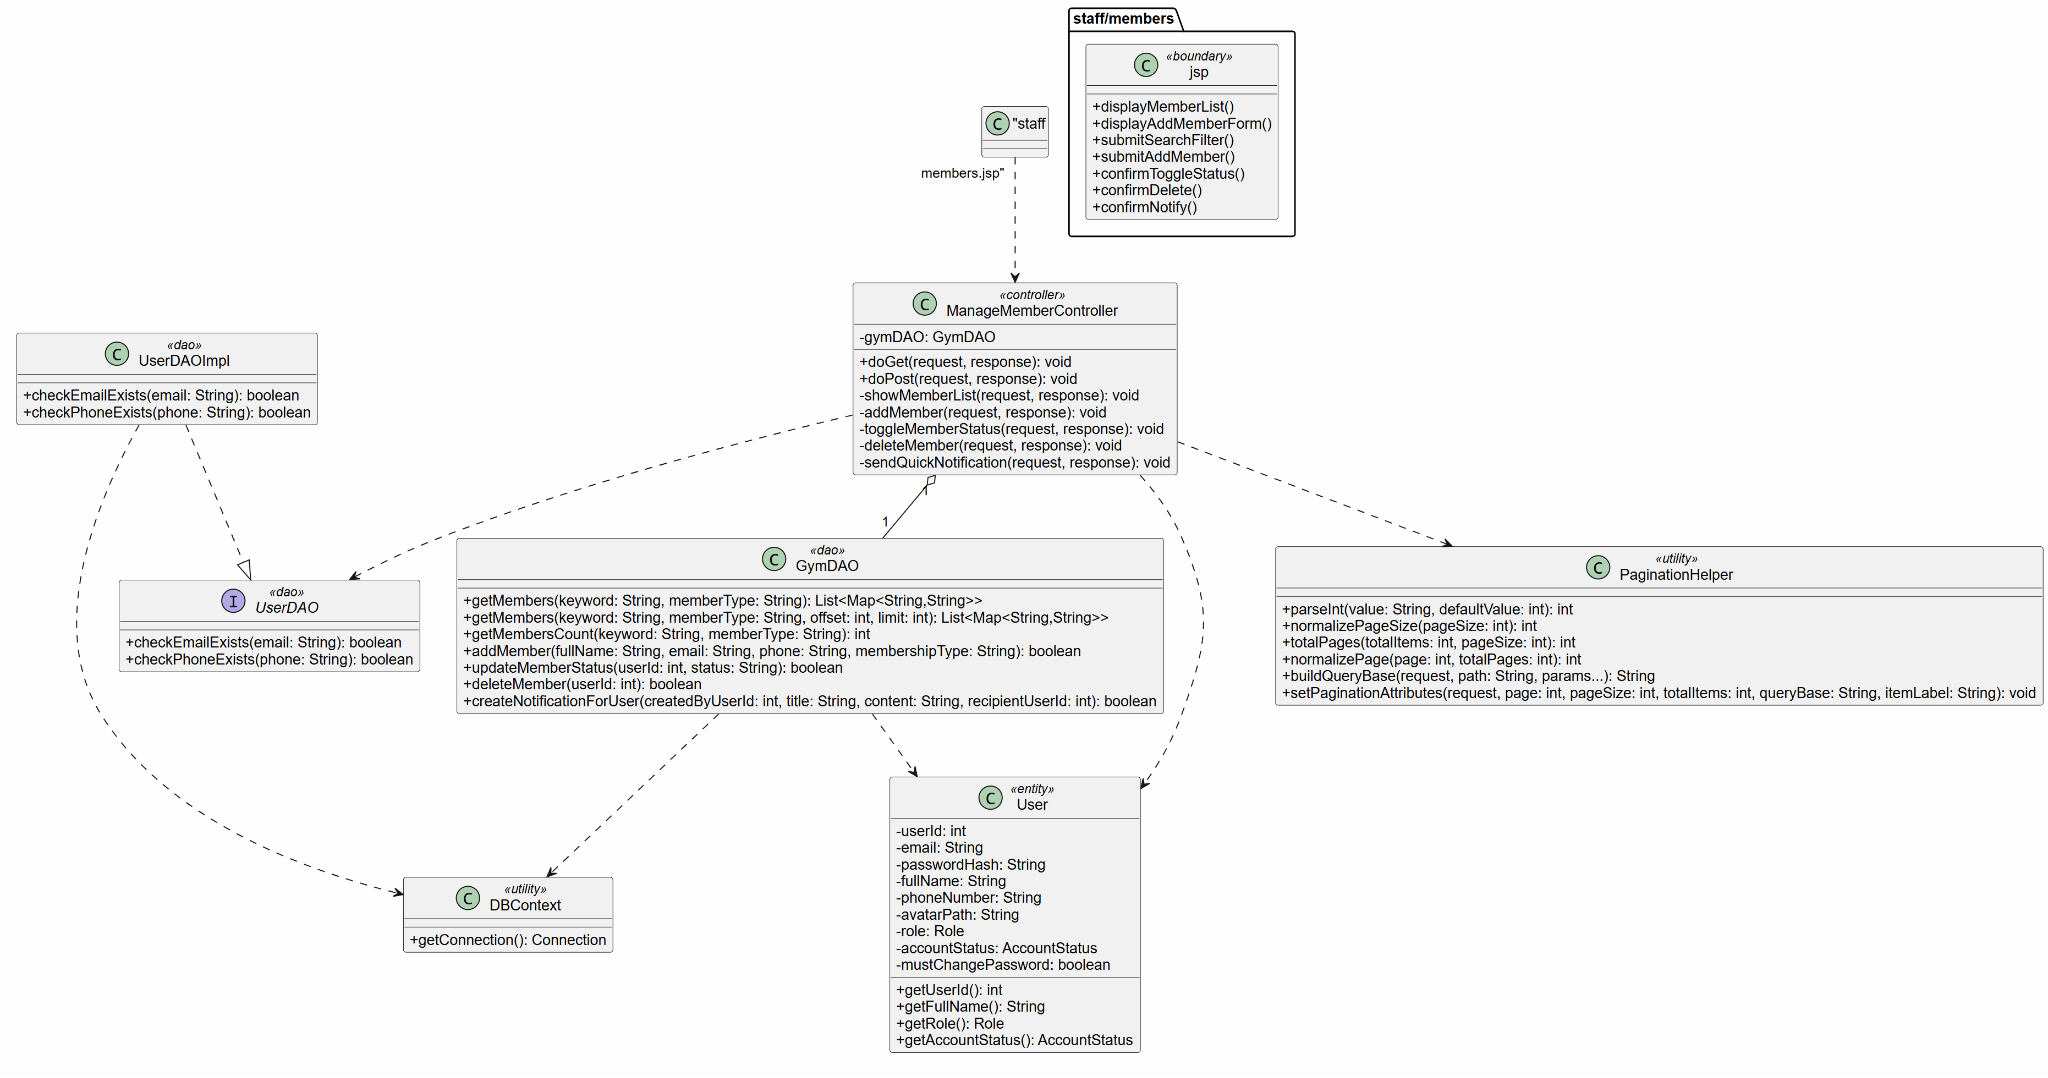 staff/members
C
«boundary»
jsp
+displayMemberList()
+displayAddMemberForm()
+submitSearchFilter()
+submitAddMember()
+confirmToggleStatus()
+confirmDelete()
+confirmNotify()
C
"staff
members.jsp"
C
«controller»
ManageMemberController
-gymDAO: GymDAO
+doGet(request, response): void
+doPost(request, response): void
-showMemberList(request, response): void
-addMember(request, response): void
-toggleMemberStatus(request, response): void
-deleteMember(request, response): void
-sendQuickNotification(request, response): void
C
«dao»
UserDAOImpl
+checkEmailExists(email: String): boolean
+checkPhoneExists(phone: String): boolean
1
1
I
«dao»
UserDAO
+checkEmailExists(email: String): boolean
+checkPhoneExists(phone: String): boolean
C
«dao»
GymDAO
+getMembers(keyword: String, memberType: String): List<Map<String,String>>
+getMembers(keyword: String, memberType: String, offset: int, limit: int): List<Map<String,String>>
+getMembersCount(keyword: String, memberType: String): int
+addMember(fullName: String, email: String, phone: String, membershipType: String): boolean
+updateMemberStatus(userId: int, status: String): boolean
+deleteMember(userId: int): boolean
+createNotificationForUser(createdByUserId: int, title: String, content: String, recipientUserId: int): boolean
C
«utility»
PaginationHelper
+parseInt(value: String, defaultValue: int): int
+normalizePageSize(pageSize: int): int
+totalPages(totalItems: int, pageSize: int): int
+normalizePage(page: int, totalPages: int): int
+buildQueryBase(request, path: String, params...): String
+setPaginationAttributes(request, page: int, pageSize: int, totalItems: int, queryBase: String, itemLabel: String): void
C
«utility»
DBContext
+getConnection(): Connection
C
«entity»
User
-userId: int
-email: String
-passwordHash: String
-fullName: String
-phoneNumber: String
-avatarPath: String
-role: Role
-accountStatus: AccountStatus
-mustChangePassword: boolean
+getUserId(): int
+getFullName(): String
+getRole(): Role
+getAccountStatus(): AccountStatus